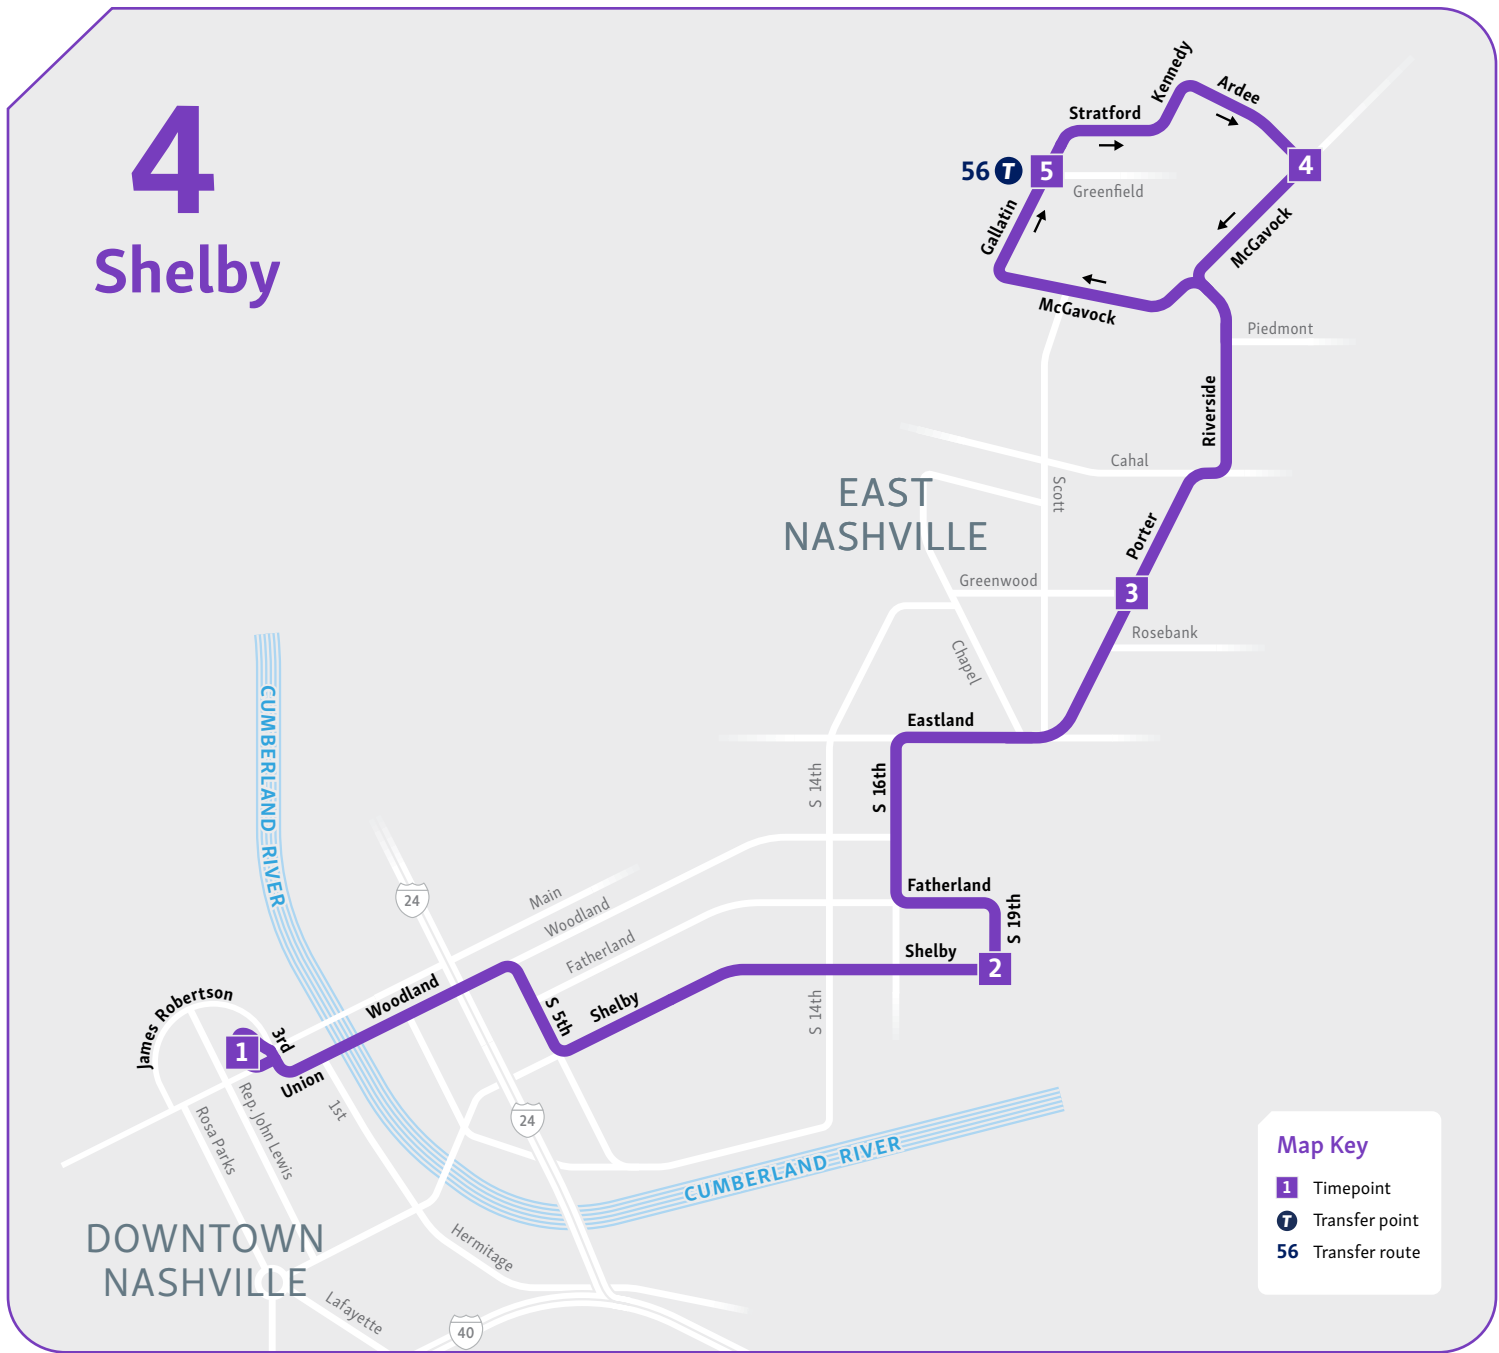 4
Shelby
Kennedy
Ardee
Stratford
56 T
5
4
Greenfield
Gallatin
McGavock
McGavock
Piedmont
Riverside
Cahal
EAST
NASHVILLE
Scott
Porter
Greenwood
3
Rosebank
Chapel
CUMBERLAND RIVER
Eastland
S 14th
S 16th
24
Main
Woodland
Fatherland
Fatherland
S 19th
Shelby
2
James Robertson
Woodland
S 5th
Shelby
S 14th
1
3rd
Union
Rosa Parks
Rep. John Lewis
1st
24
CUMBERLAND RIVER
DOWNTOWN
NASHVILLE
Hermitage
Lafayette
40
Map Key
1 Timepoint
T Transfer point
56 Transfer route